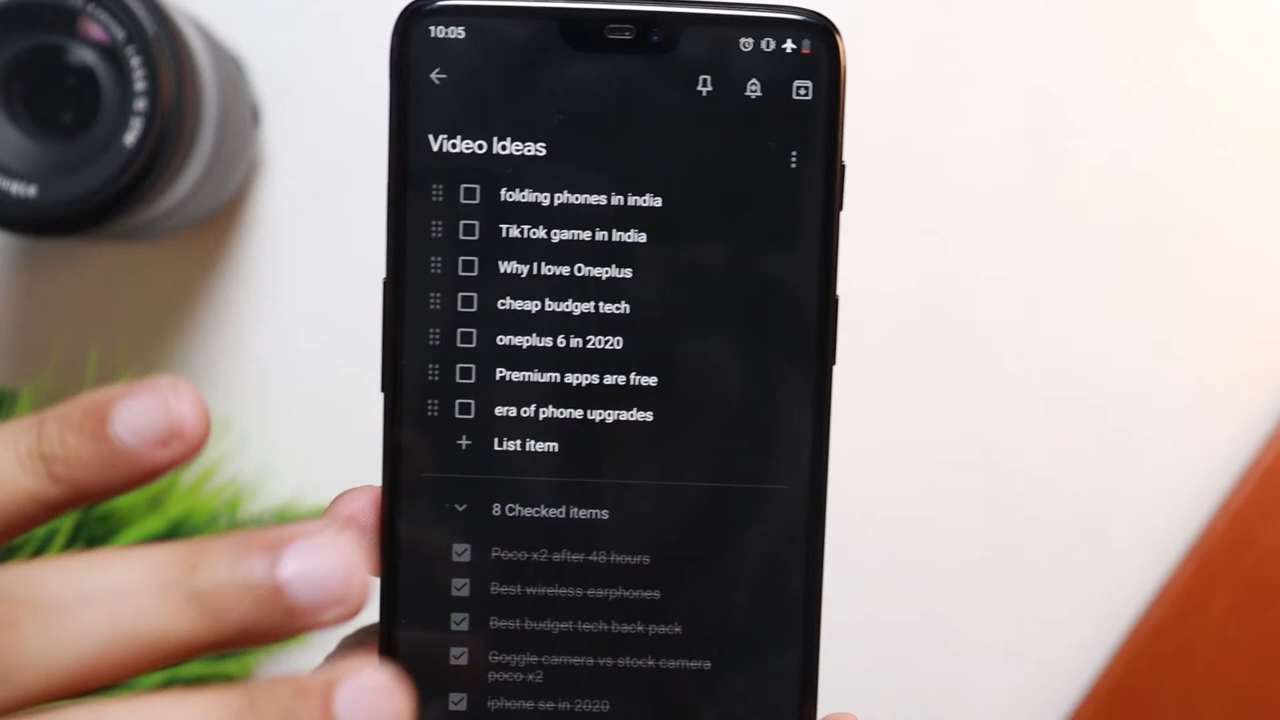 10:05
Video Ideas
folding phones in india
TikTok game in India
Why I love Oneplus
cheap budget tech
oneplus 6 in 2020
Premium apps are free
era of phone upgrades
+ List item
8 Checked items
Poco x2 after 48 hours
Best wireless earphones
Best budget tech back pack
Goggle camera vs stock camera
poco x2
iphone se in 2020